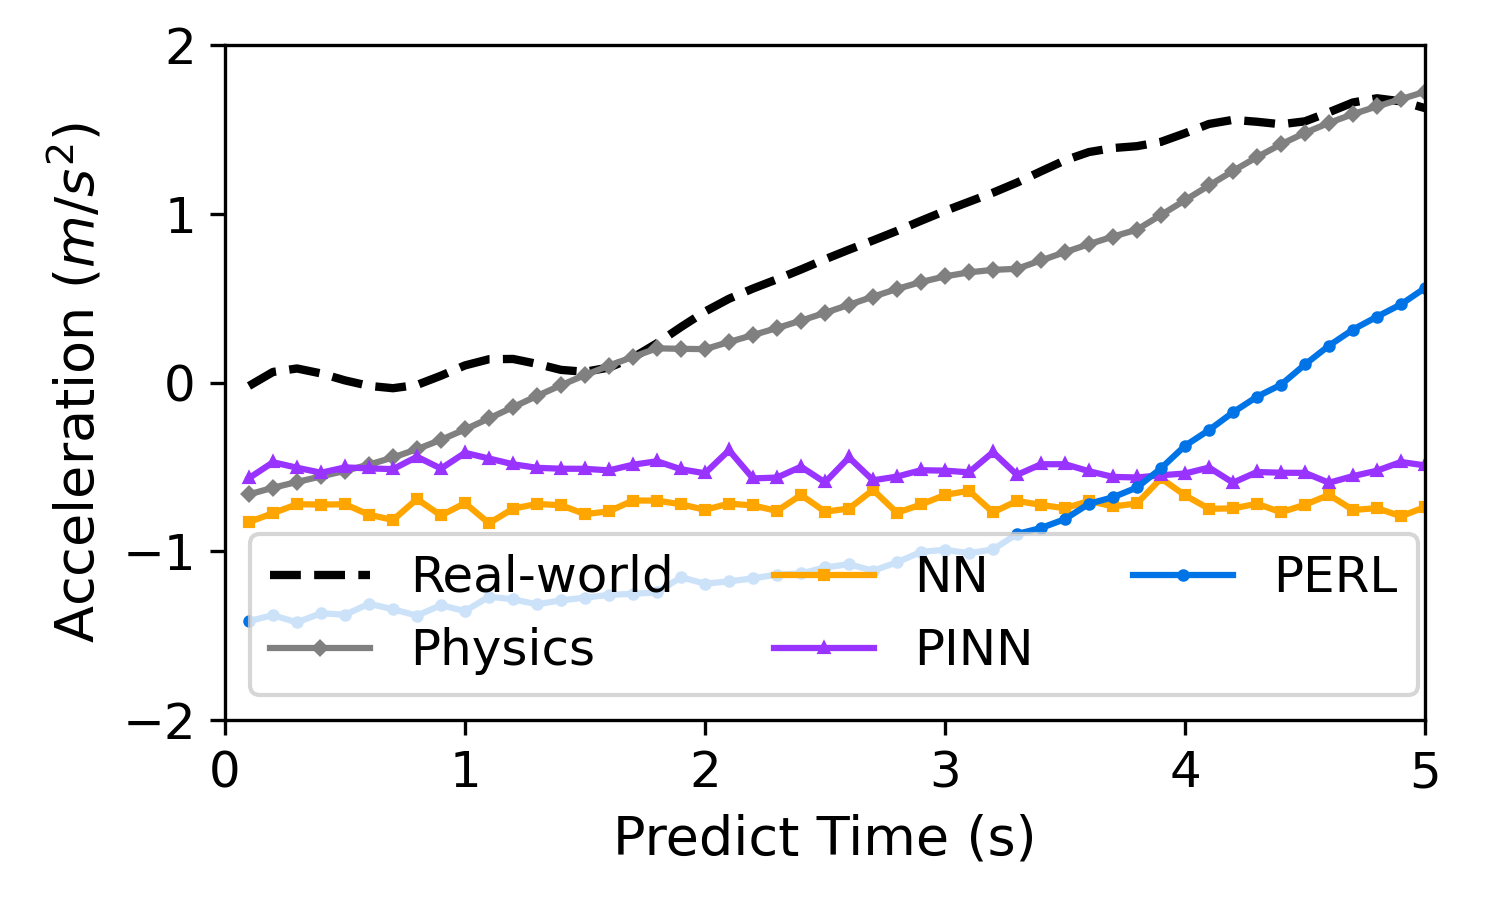 2
1
0
−1
−2
Acceleration (m/s²)
Real-world
NN
PERL
Physics
PINN
0 1 2 3 4 5
Predict Time (s)